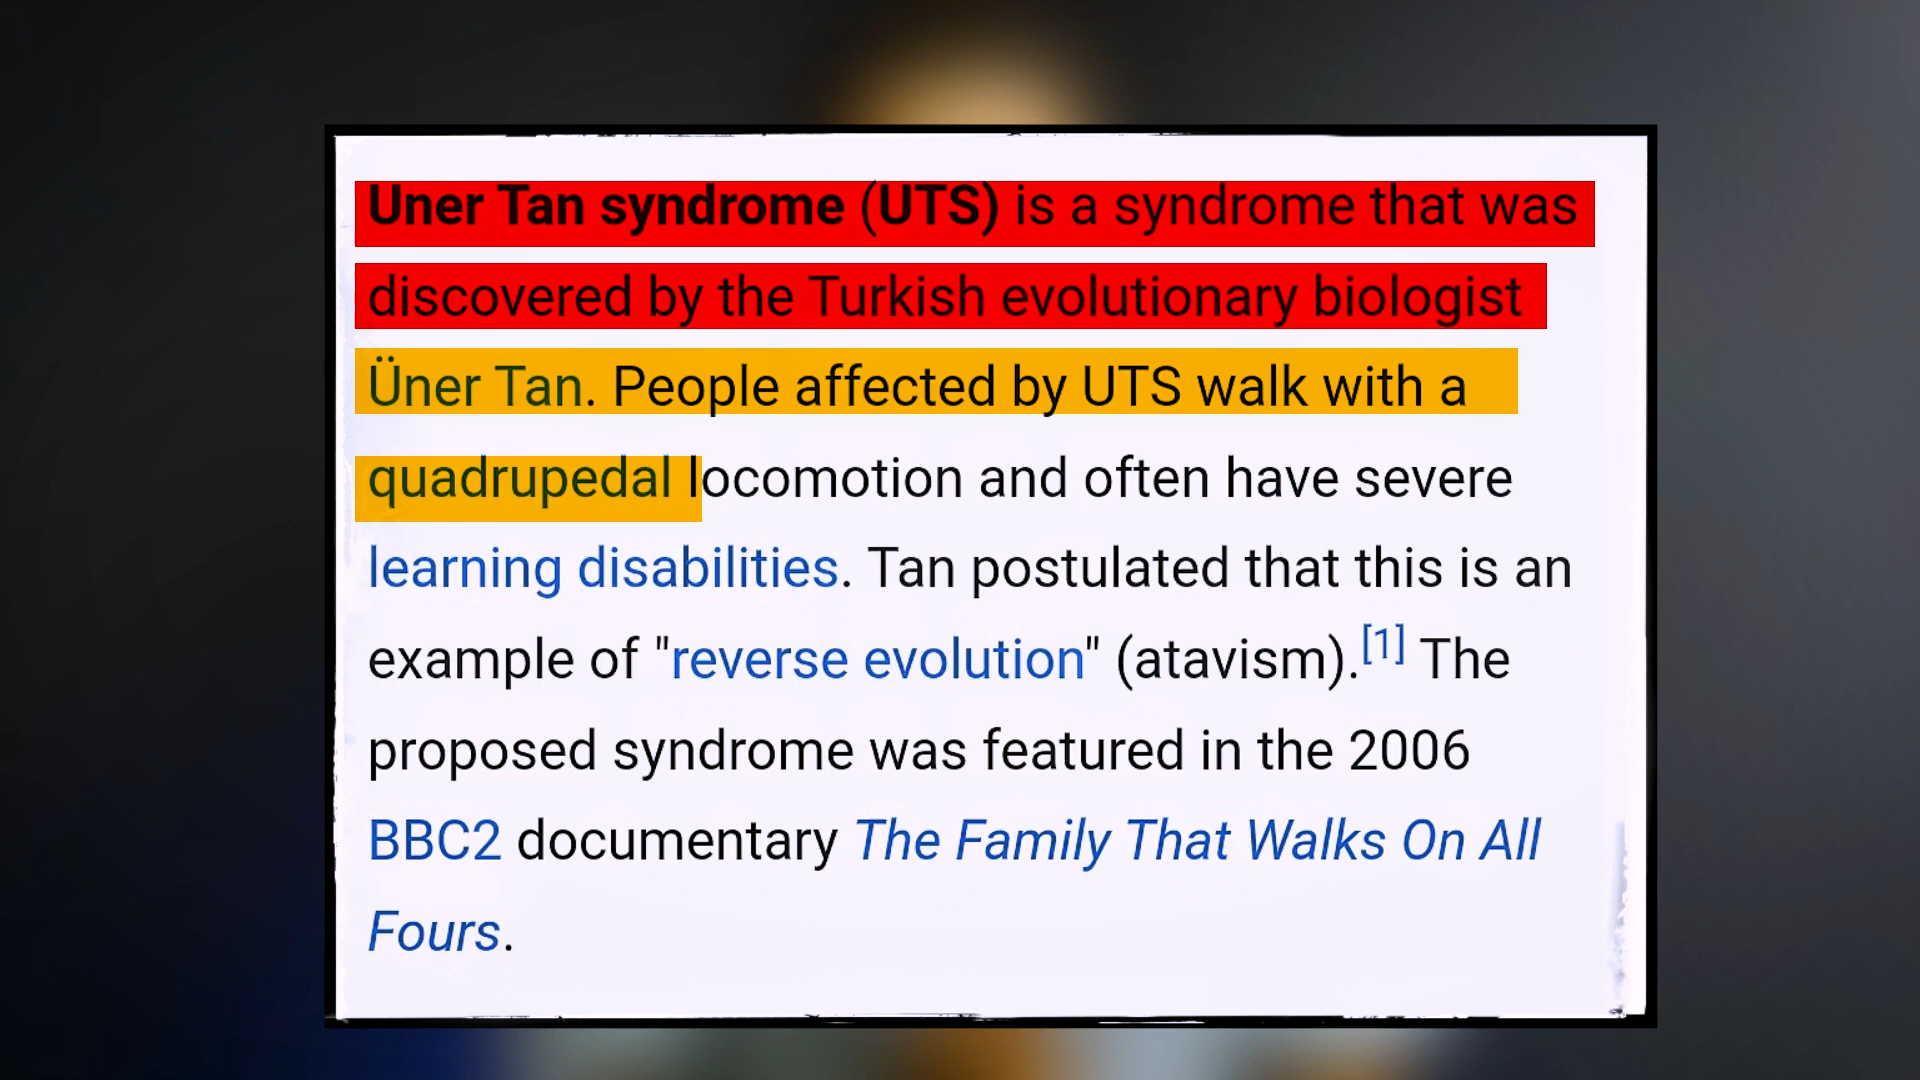 Uner Tan syndrome (UTS) is a syndrome that was
discovered by the Turkish evolutionary biologist
Üner Tan. People affected by UTS walk with a
quadrupedal locomotion and often have severe
learning disabilities. Tan postulated that this is an
example of "reverse evolution" (atavism).[1] The
proposed syndrome was featured in the 2006
BBC2 documentary The Family That Walks On All
Fours.